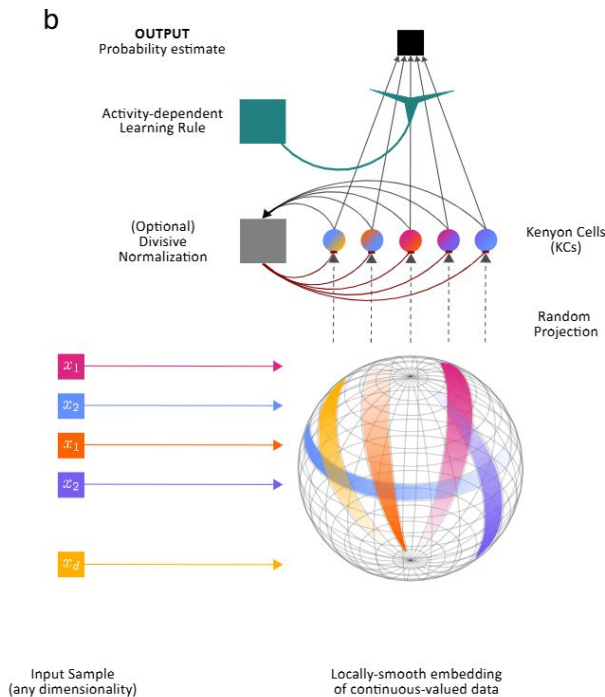 b
OUTPUT
Probability estimate
Activity-dependent
Learning Rule
(Optional)
Divisive
Normalization
Kenyon Cells
(KCs)
Random
Projection
x₁
x₂
x₁
x₂
x_d
Input Sample
(any dimensionality)
Locally-smooth embedding
of continuous-valued data